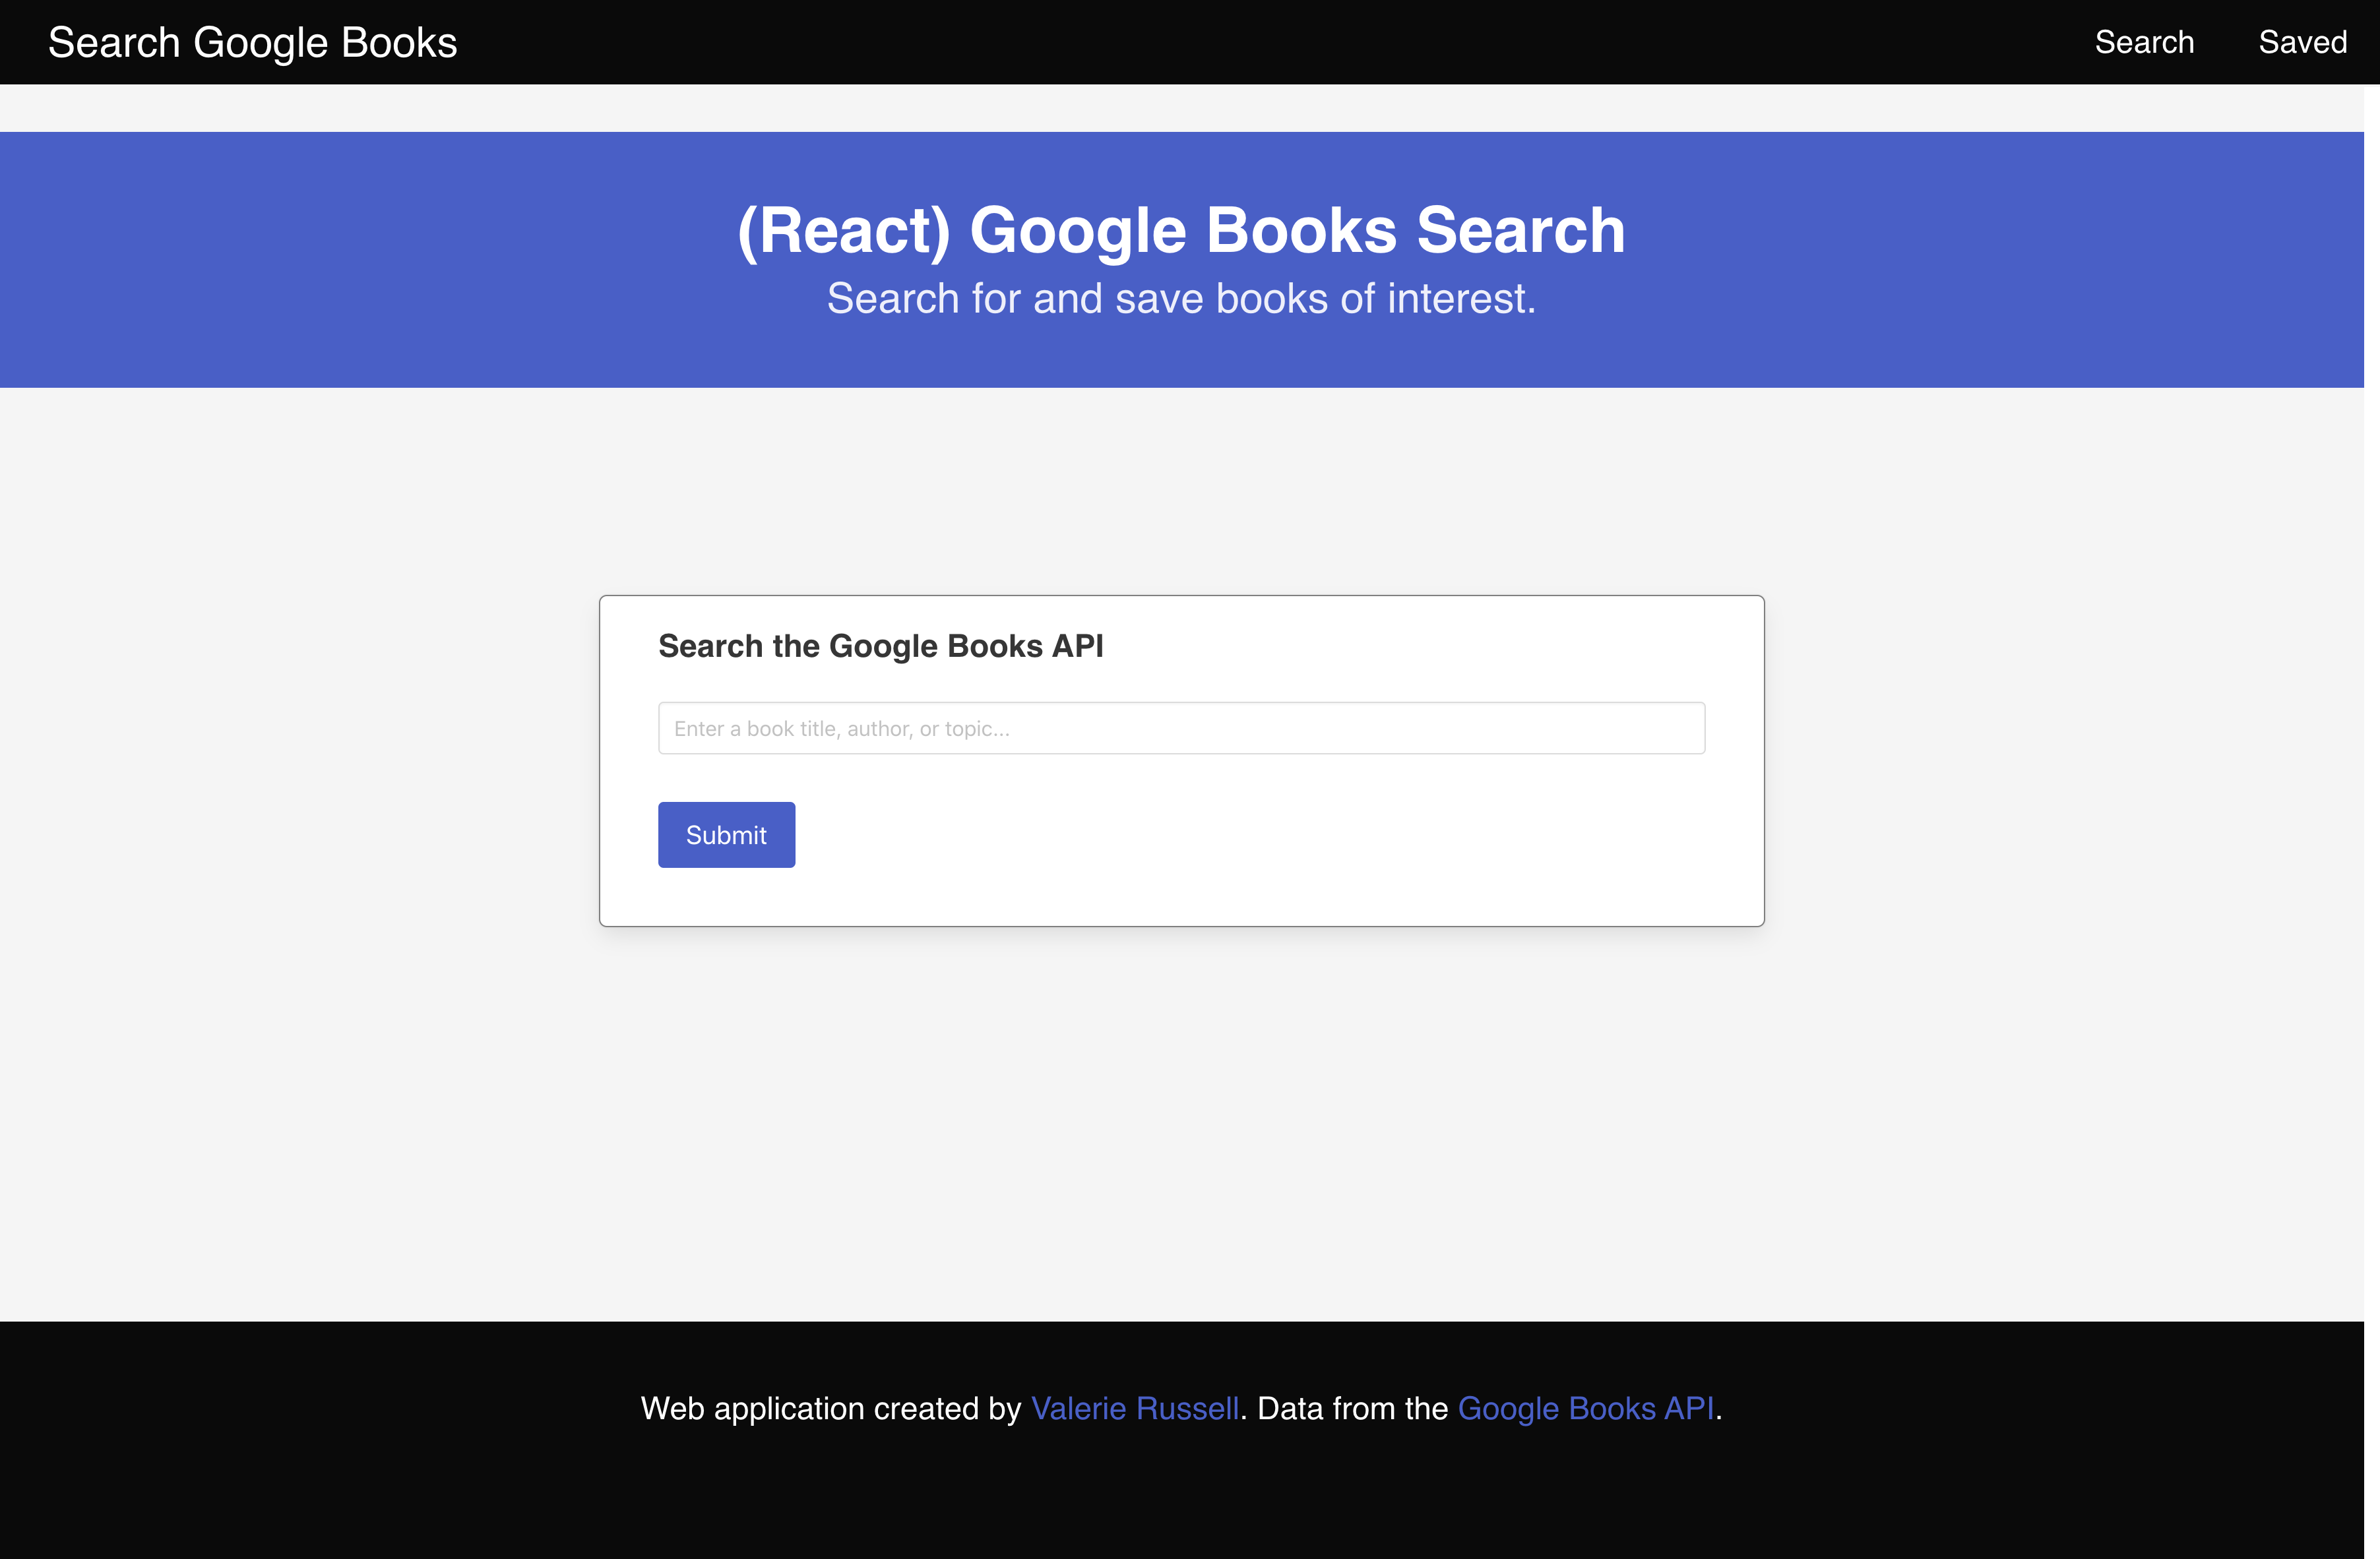 Search Google Books
Search
Saved
(React) Google Books Search
Search for and save books of interest.
Search the Google Books API
Enter a book title, author, or topic...
Submit
Web application created by Valerie Russell. Data from the Google Books API.